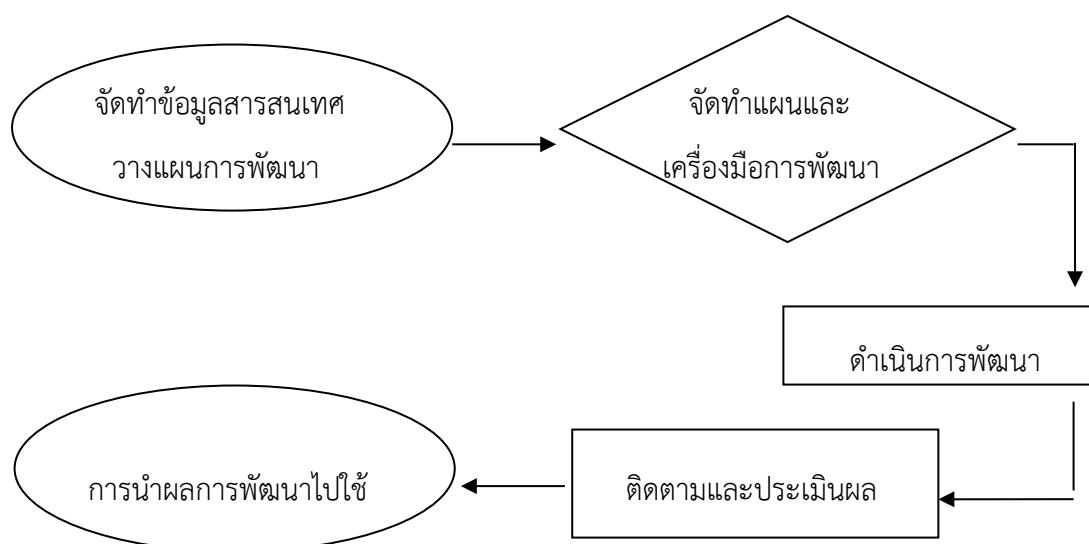 จัดทำข้อมูลสารสนเทศ
วางแผนการพัฒนา
จัดทำแผนและ
เครื่องมือการพัฒนา
ดำเนินการพัฒนา
ติดตามและประเมินผล
การนำผลการพัฒนาไปใช้